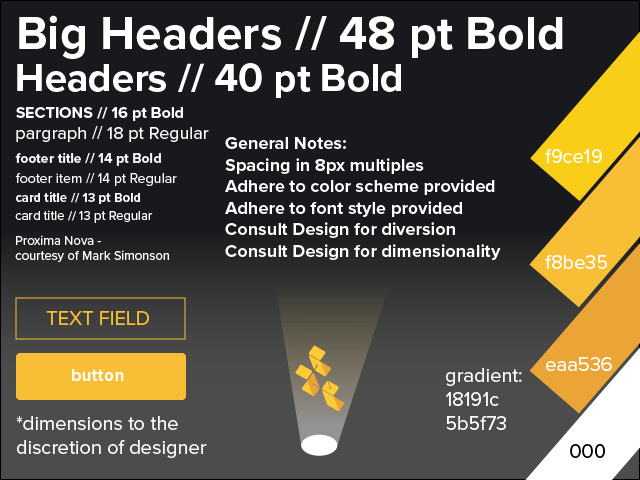 Big Headers // 48 pt Bold
Headers // 40 pt Bold
SECTIONS // 16 pt Bold
pargraph // 18 pt Regular
footer title // 14 pt Bold
footer item // 14 pt Regular
card title // 13 pt Bold
card title // 13 pt Regular
Proxima Nova -
courtesy of Mark Simonson
General Notes:
Spacing in 8px multiples
Adhere to color scheme provided
Adhere to font style provided
Consult Design for diversion
Consult Design for dimensionality
f9ce19
f8be35
eaa536
000
TEXT FIELD
button
*dimensions to the
discretion of designer
gradient:
18191c
5b5f73